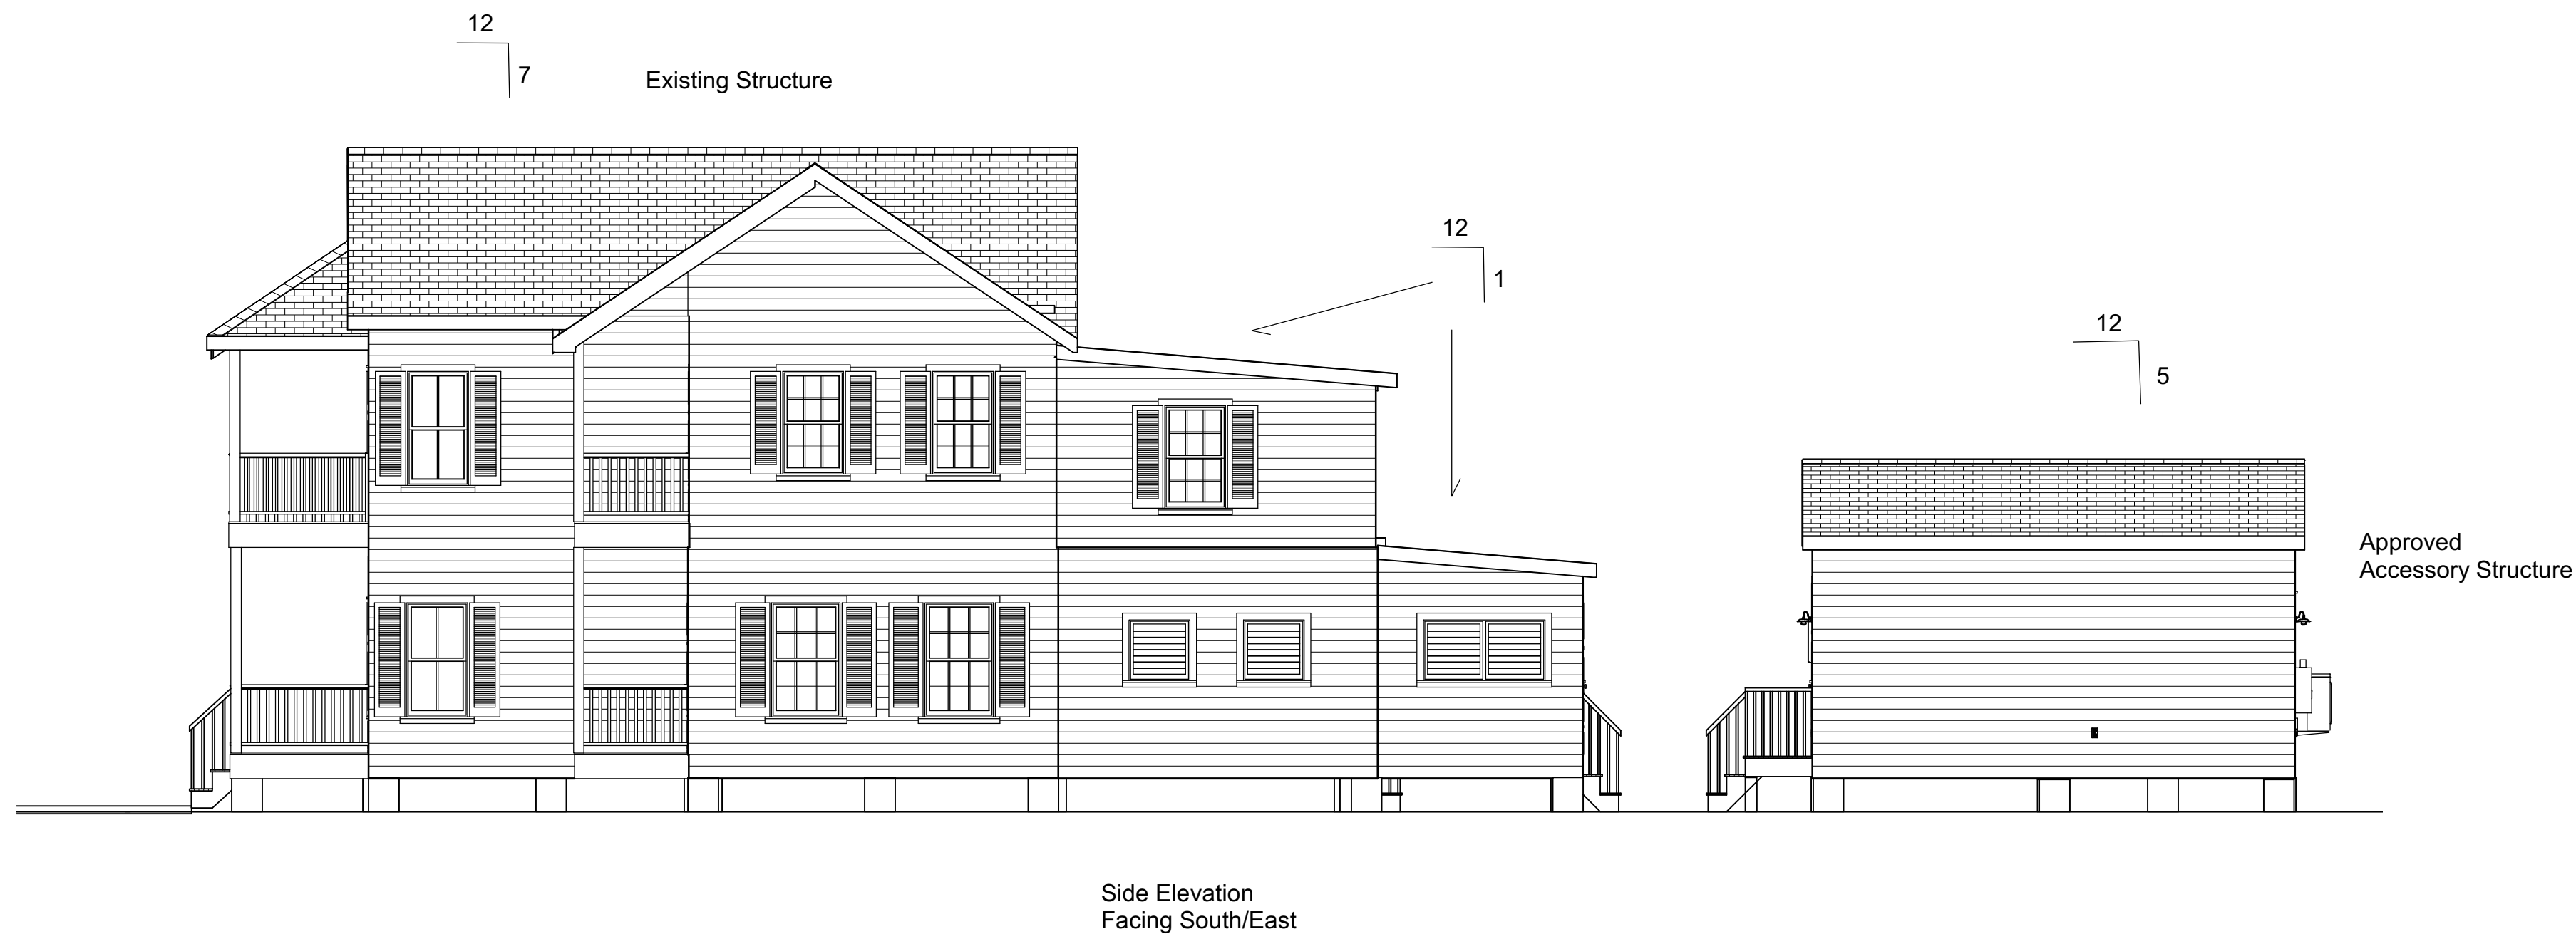 12
7
Existing Structure
12
1
12
5
Approved
Accessory Structure
Side Elevation
Facing South/East